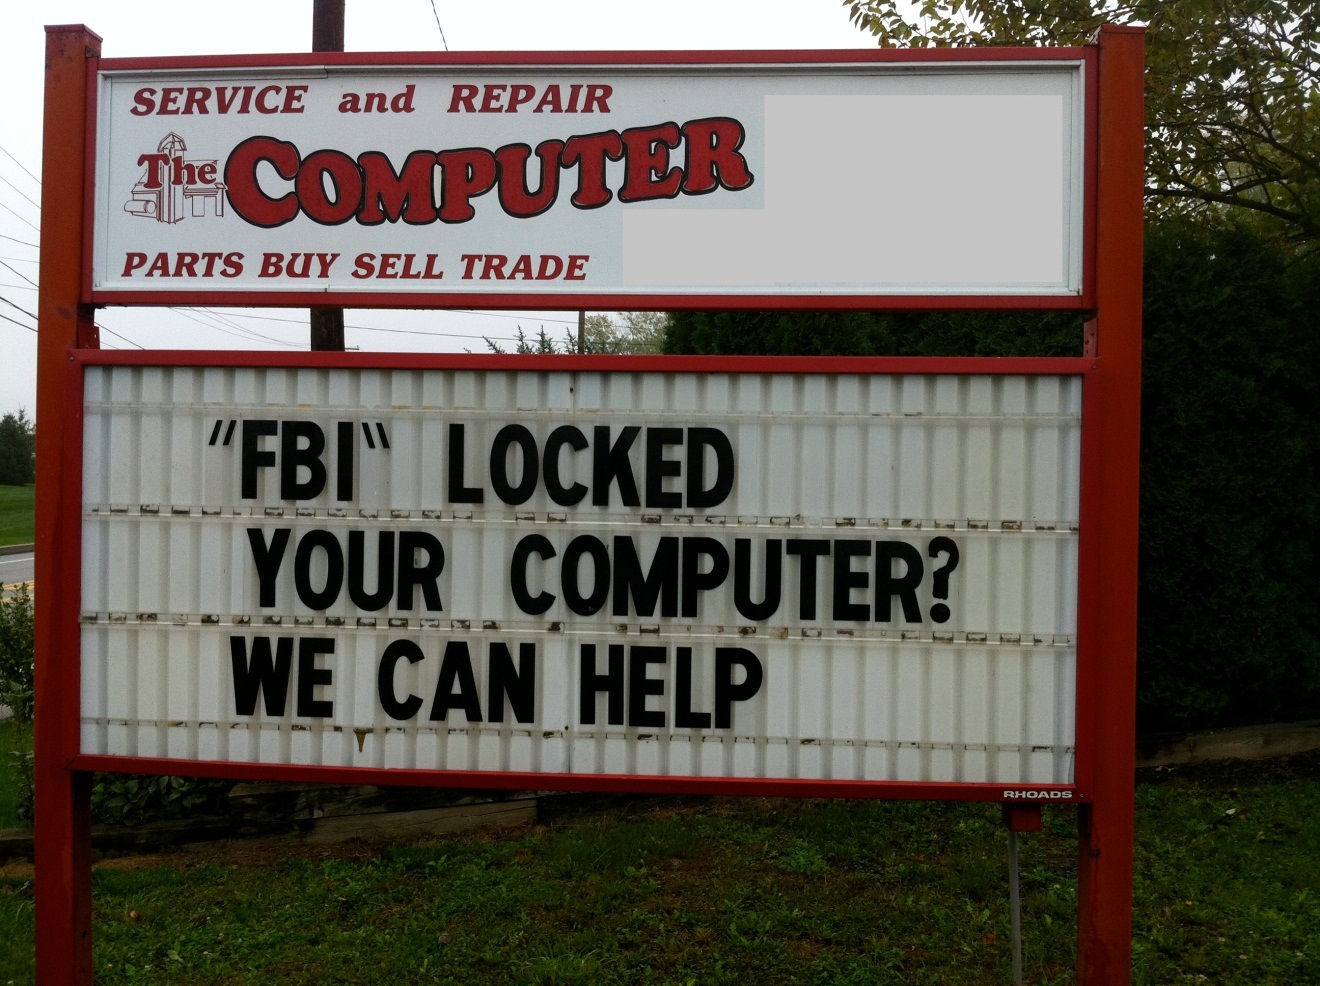 SERVICE and REPAIR
The COMPUTER
PARTS BUY SELL TRADE
"FBI" LOCKED
YOUR COMPUTER?
WE CAN HELP
RHOADS